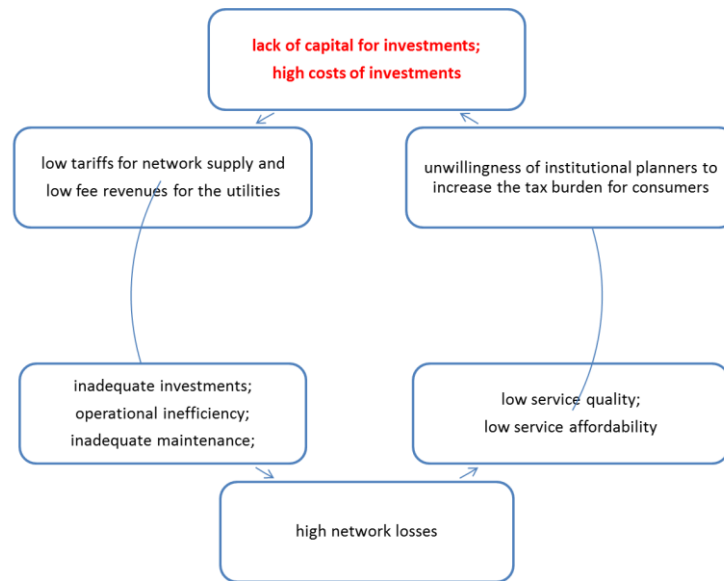 lack of capital for investments;
high costs of investments
low tariffs for network supply and
low fee revenues for the utilities
unwillingness of institutional planners to
increase the tax burden for consumers
inadequate investments;
operational inefficiency;
inadequate maintenance;
low service quality;
low service affordability
high network losses